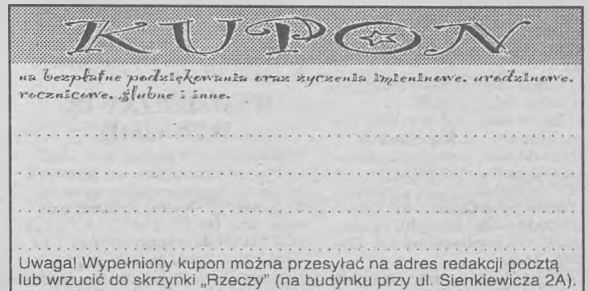 KUPON
na bezpłatne podziękowania oraz życzenia imieninowe, urodzinowe,
rocznicowe, ślubne i inne.
Uwaga! Wypełniony kupon można przesyłać na adres redakcji pocztą
lub wrzucić do skrzynki „Rzeczy” (na budynku przy ul. Sienkiewicza 2A).